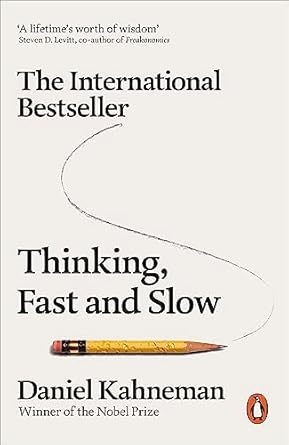 ‘A lifetime’s worth of wisdom’
Steven D. Levitt, co-author of Freakonomics
The International
Bestseller
Thinking,
Fast and Slow
Daniel Kahneman
Winner of the Nobel Prize